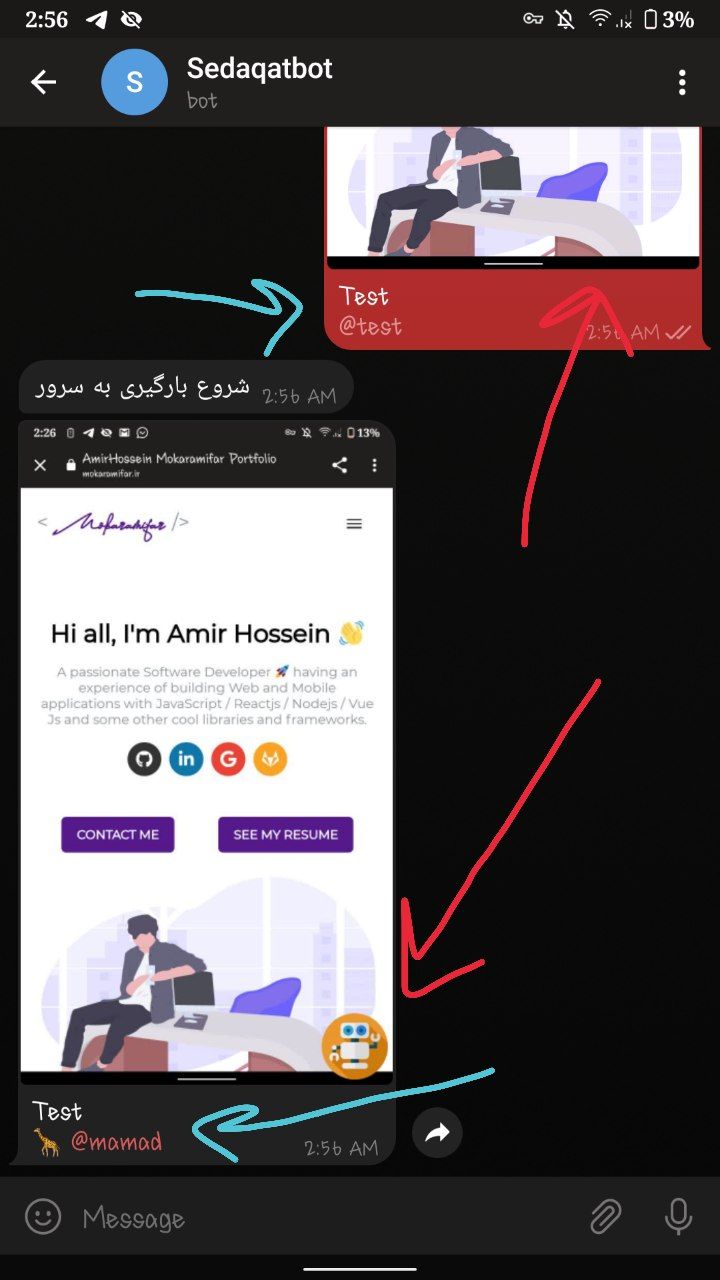 2:56
3%
S
Sedaqatbot
bot
Test
@test
2:56 AM
شروع بارگیری به سرور
2:56 AM
2:26
13%
AmirHossein Mokaramifar Portfolio
mokaramifar.ir
< Mokaramifar />
Hi all, I'm Amir Hossein 👋
A passionate Software Developer 🚀 having an
experience of building Web and Mobile
applications with JavaScript / Reactjs / Nodejs / Vue
Js and some other cool libraries and frameworks.
in
G
CONTACT ME
SEE MY RESUME
Test
🦒 @mamad
2:56 AM
Message